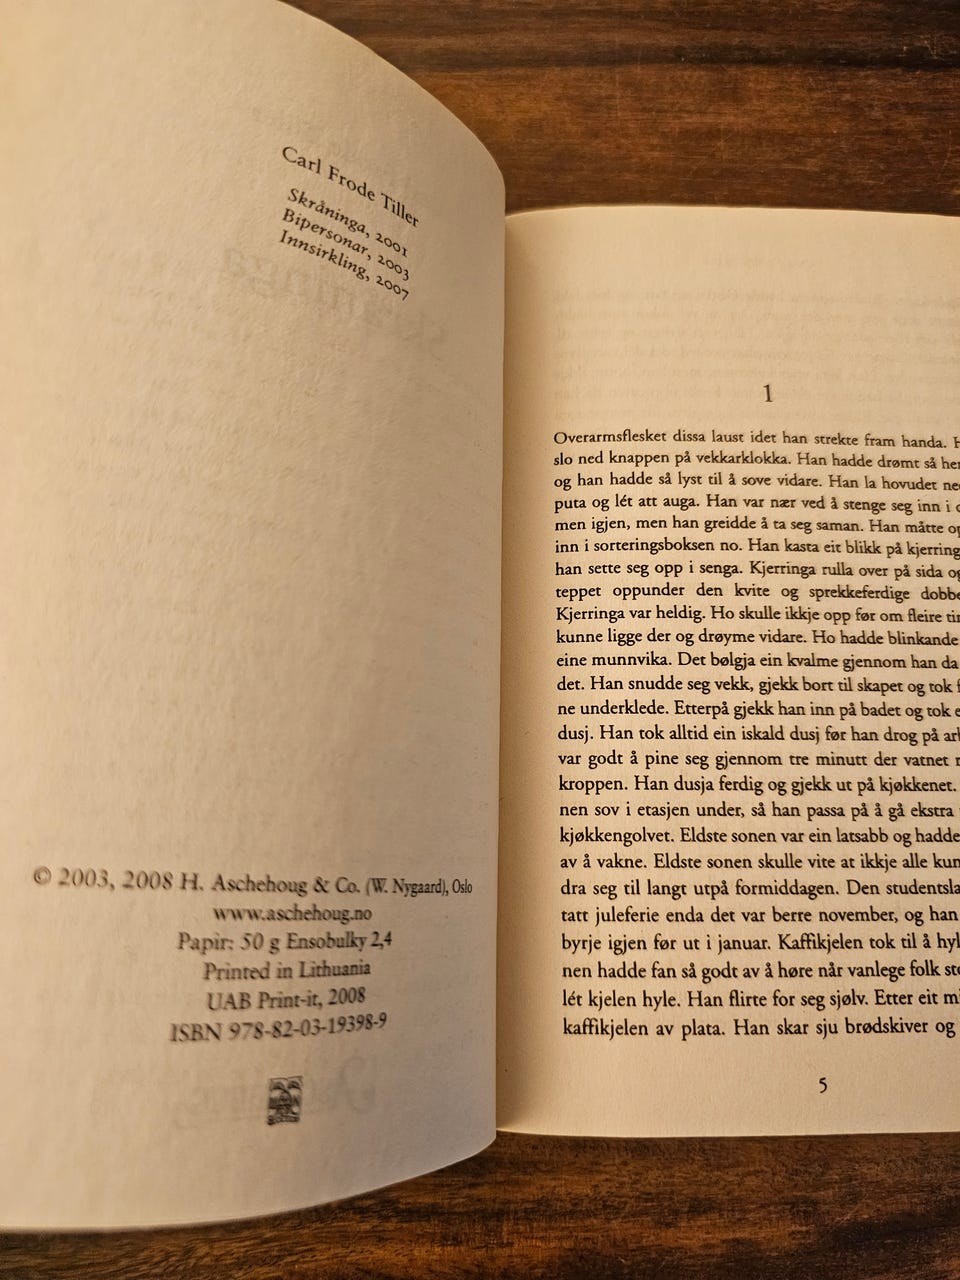 Carl Frode Tiller
Skråninga, 2001
Bipersonar, 2003
Innsirkling, 2007
© 2003, 2008 H. Aschehoug & Co. (W. Nygaard), Oslo
www.aschehoug.no
Papir: 50 g Ensobulky 2,4
Printed in Lithuania
UAB Print-it, 2008
ISBN 978-82-03-19398-9
1
Overarmsflesket dissa laust idet han strekte fram handa. H
slo ned knappen på vekkarklokka. Han hadde drømt så her
og han hadde så lyst til å sove vidare. Han la hovudet ne
puta og lét att auga. Han var nær ved å stenge seg inn i d
men igjen, men han greidde å ta seg saman. Han måtte op
inn i sorteringsboksen no. Han kasta eit blikk på kjerring
han sette seg opp i senga. Kjerringa rulla over på sida og
teppet oppunder den kvite og sprekkeferdige dobbe
Kjerringa var heldig. Ho skulle ikkje opp før om fleire tim
kunne ligge der og drøyme vidare. Ho hadde blinkande
eine munnvika. Det bølgja ein kvalme gjennom han da
det. Han snudde seg vekk, gjekk bort til skapet og tok f
ne underklede. Etterpå gjekk han inn på badet og tok e
dusj. Han tok alltid ein iskald dusj før han drog på arb
var godt å pine seg gjennom tre minutt der vatnet r
kroppen. Han dusja ferdig og gjekk ut på kjøkkenet.
nen sov i etasjen under, så han passa på å gå ekstra
kjøkkengolvet. Eldste sonen var ein latsabb og hadde
av å vakne. Eldste sonen skulle vite at ikkje alle kun
dra seg til langt utpå formiddagen. Den studentsla
tatt juleferie enda det var berre november, og han
byrje igjen før ut i januar. Kaffikjelen tok til å hyl
nen hadde fan så godt av å høre når vanlege folk sto
lét kjelen hyle. Han flirte for seg sjølv. Etter eit mi
kaffikjelen av plata. Han skar sju brødskiver og
5